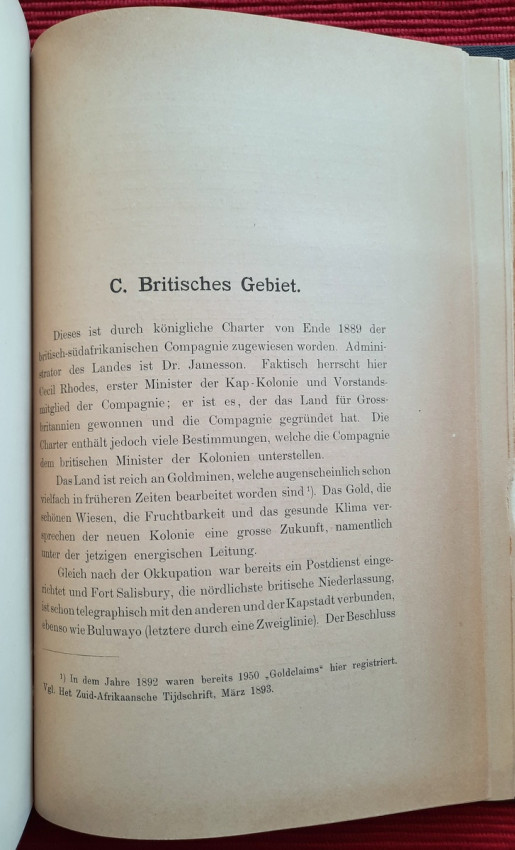 C. Britisches Gebiet.
Dieses ist durch königliche Charter von Ende 1889 der
britisch-südafrikanischen Compagnie zugewiesen worden. Admini-
strator des Landes ist Dr. Jamesson. Faktisch herrscht hier
Cecil Rhodes, erster Minister der Kap-Kolonie und Vorstands-
mitglied der Compagnie; er ist es, der das Land für Gross-
britannien gewonnen und die Compagnie gegründet hat. Die
Charter enthält jedoch viele Bestimmungen, welche die Compagnie
dem britischen Minister der Kolonien unterstellen.
Das Land ist reich an Goldminen, welche augenscheinlich schon
vielfach in früheren Zeiten bearbeitet worden sind ¹). Das Gold, die
schönen Wiesen, die Fruchtbarkeit und das gesunde Klima ver-
sprechen der neuen Kolonie eine grosse Zukunft, namentlich
unter der jetzigen energischen Leitung.
Gleich nach der Okkupation war bereits ein Postdienst einge-
richtet und Fort Salisbury, die nördlichste britische Niederlassung,
ist schon telegraphisch mit den anderen und der Kapstadt verbunden,
ebenso wie Buluwayo (letztere durch eine Zweiglinie). Der Beschluss
¹) In dem Jahre 1892 waren bereits 1950 „Goldclaims“ hier registriert.
Vgl. Het Zuid-Afrikaansche Tijdschrift, März 1893.